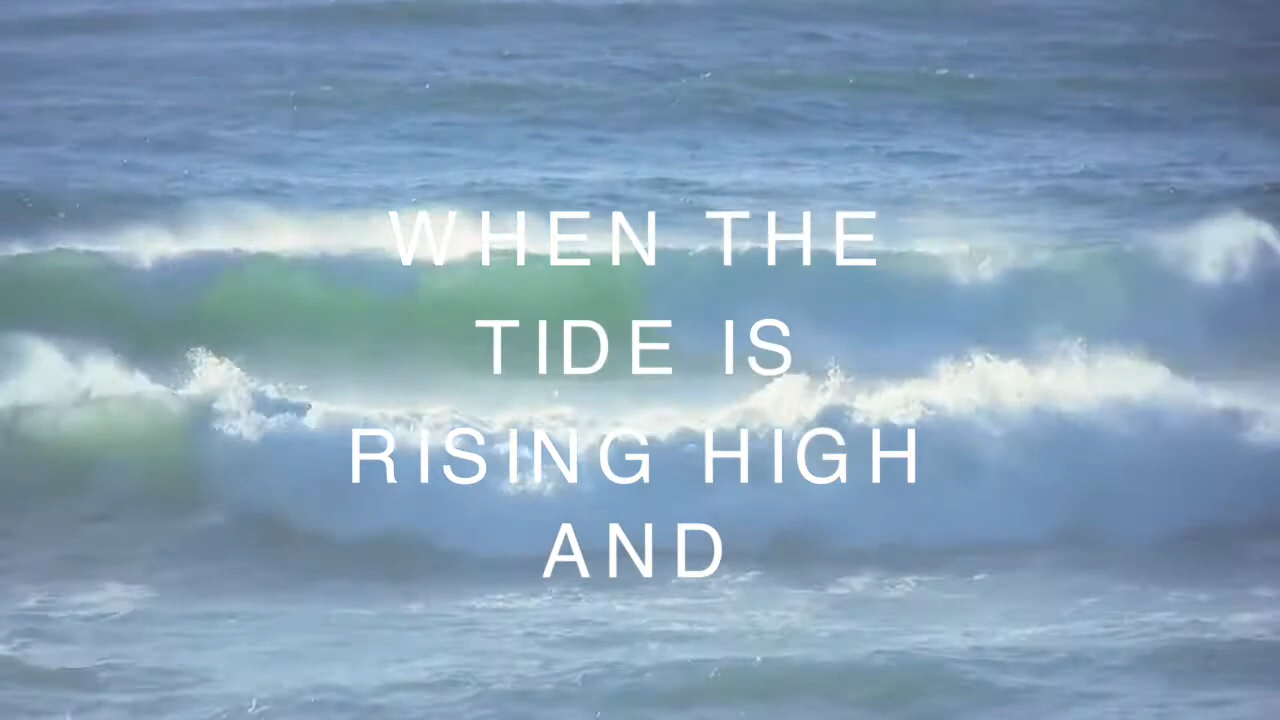 WHEN THE
TIDE IS
RISING HIGH
AND